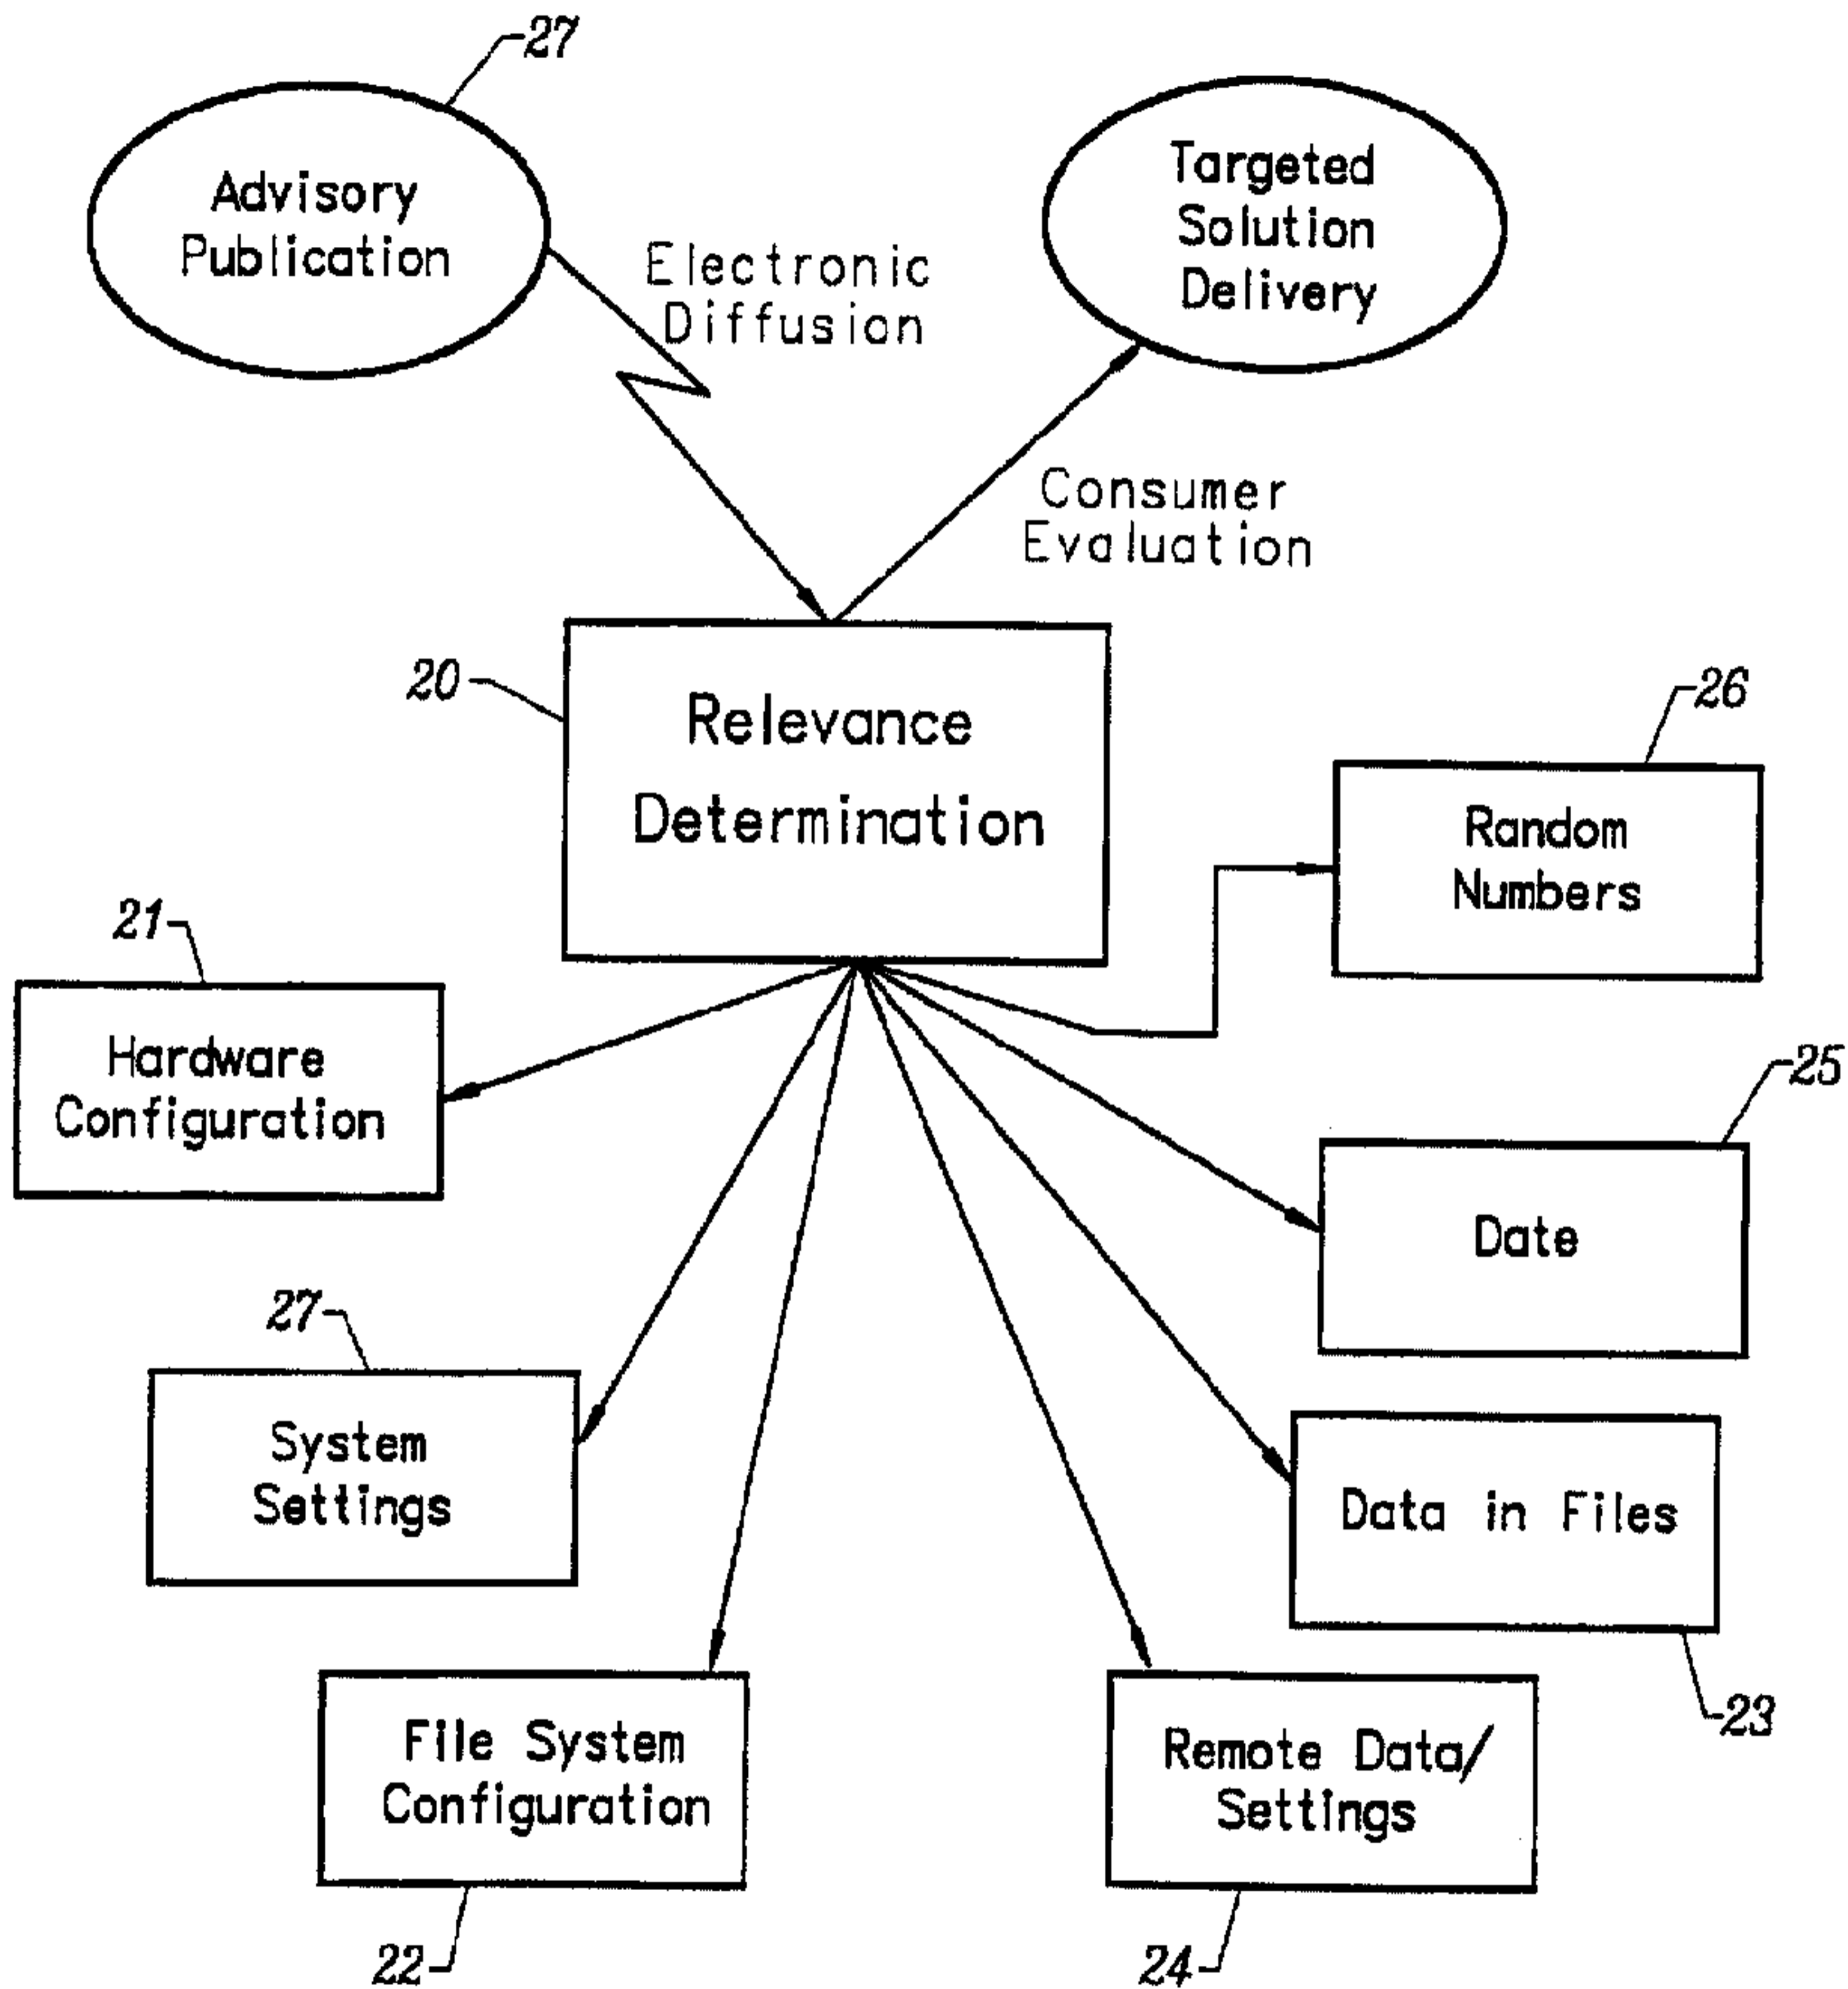 27
Advisory
Publication
Targeted
Solution
Delivery
Electronic
Diffusion
Consumer
Evaluation
20
Relevance
Determination
26
Random
Numbers
21
Hardware
Configuration
25
Date
27
System
Settings
Data in Files
23
File System
Configuration
22
Remote Data/
Settings
24